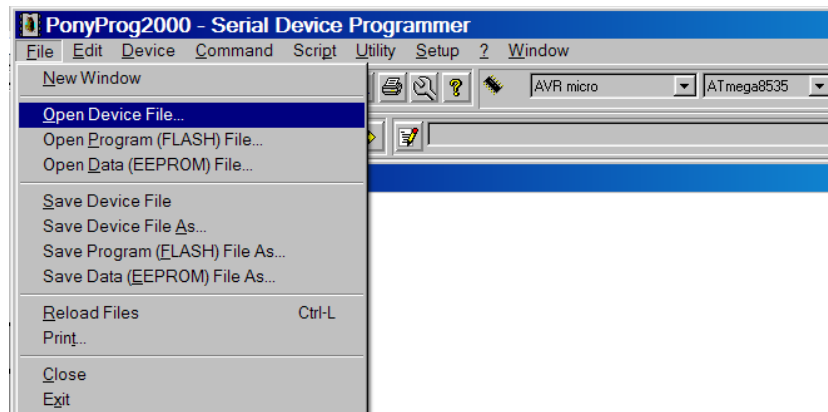 PonyProg2000 - Serial Device Programmer
File Edit Device Command Script Utility Setup ? Window
New Window
AVR micro ATmega8535
Open Device File...
Open Program (FLASH) File...
Open Data (EEPROM) File...
Save Device File
Save Device File As...
Save Program (FLASH) File As...
Save Data (EEPROM) File As...
Reload Files Ctrl-L
Print...
Close
Exit